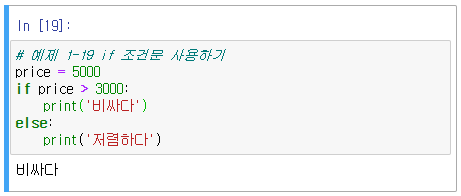 In [19]:
# 예제 1-19 if 조건문 사용하기
price = 5000
if price > 3000:
    print('비싸다')
else:
    print('저렴하다')
비싸다